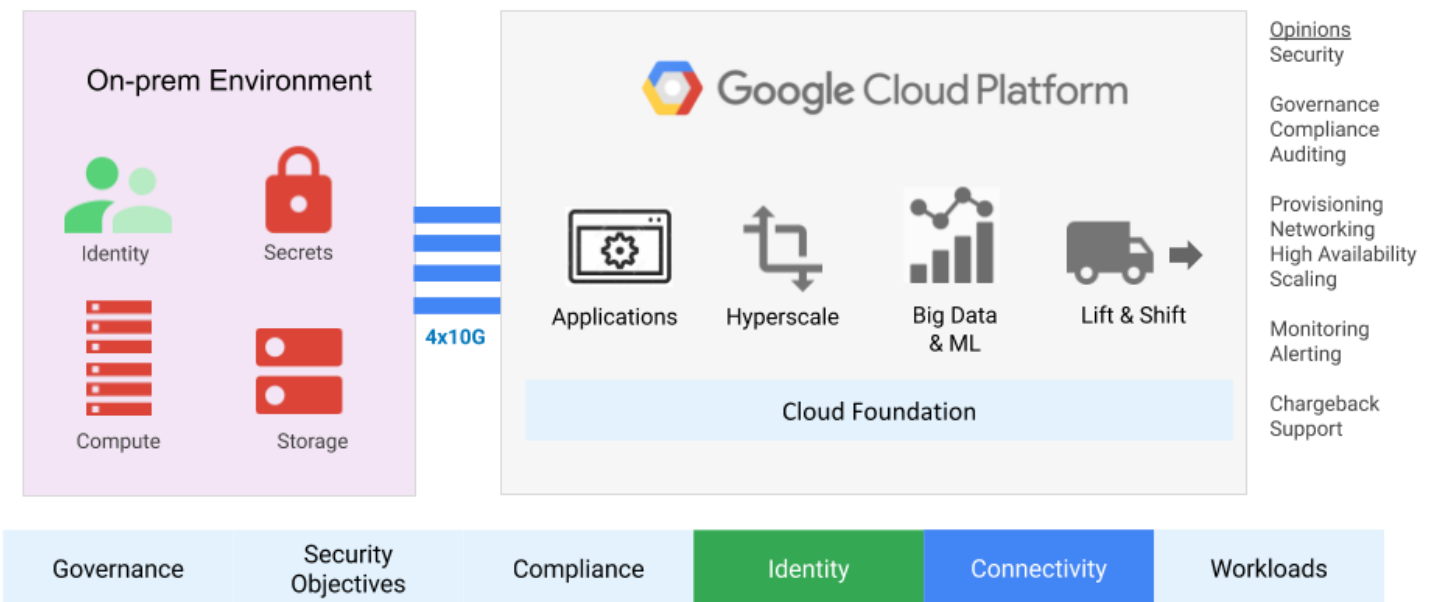 On-prem Environment
Identity
Secrets
Compute
Storage
4x10G
Google Cloud Platform
Applications
Hyperscale
Big Data
& ML
Lift & Shift
Cloud Foundation
Opinions
Security
Governance
Compliance
Auditing
Provisioning
Networking
High Availability
Scaling
Monitoring
Alerting
Chargeback
Support
Governance
Security
Objectives
Compliance
Identity
Connectivity
Workloads